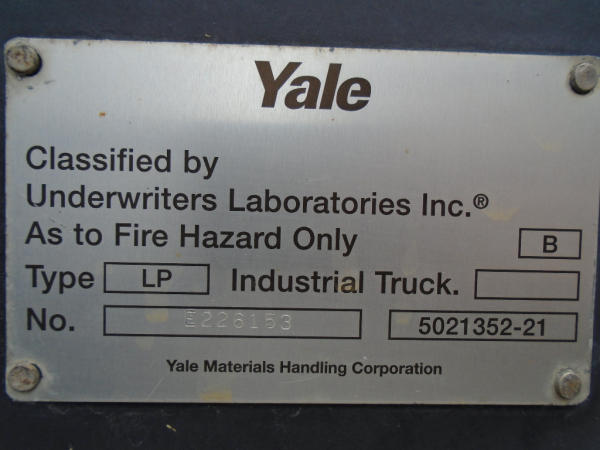 Yale
Classified by
Underwriters Laboratories Inc.®
As to Fire Hazard Only B
Type LP Industrial Truck.
No. E226153 5021352-21
Yale Materials Handling Corporation